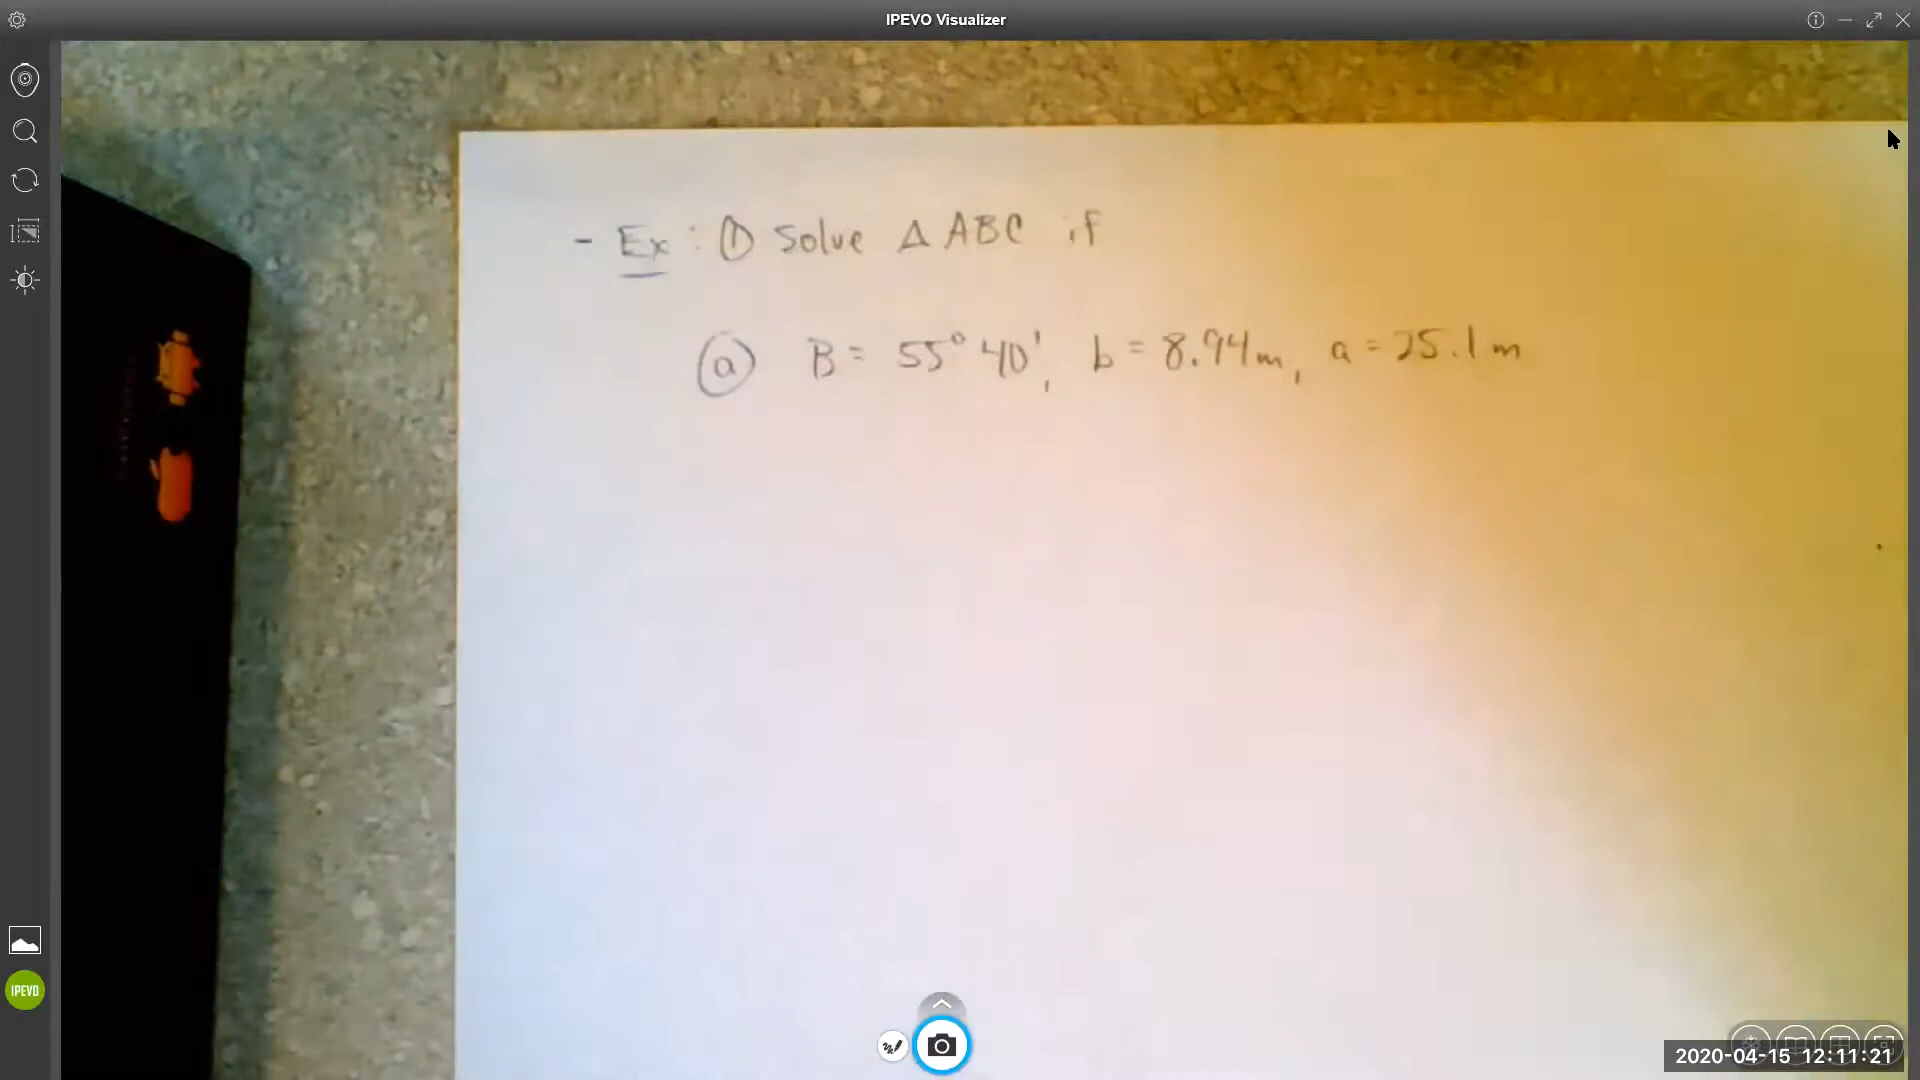 IPEVO Visualizer
- Ex : ① Solve △ ABC if
ⓐ B = 55° 40', b = 8.94m, a = 25.1 m
IPEVO
2020-04-15 12:11:21